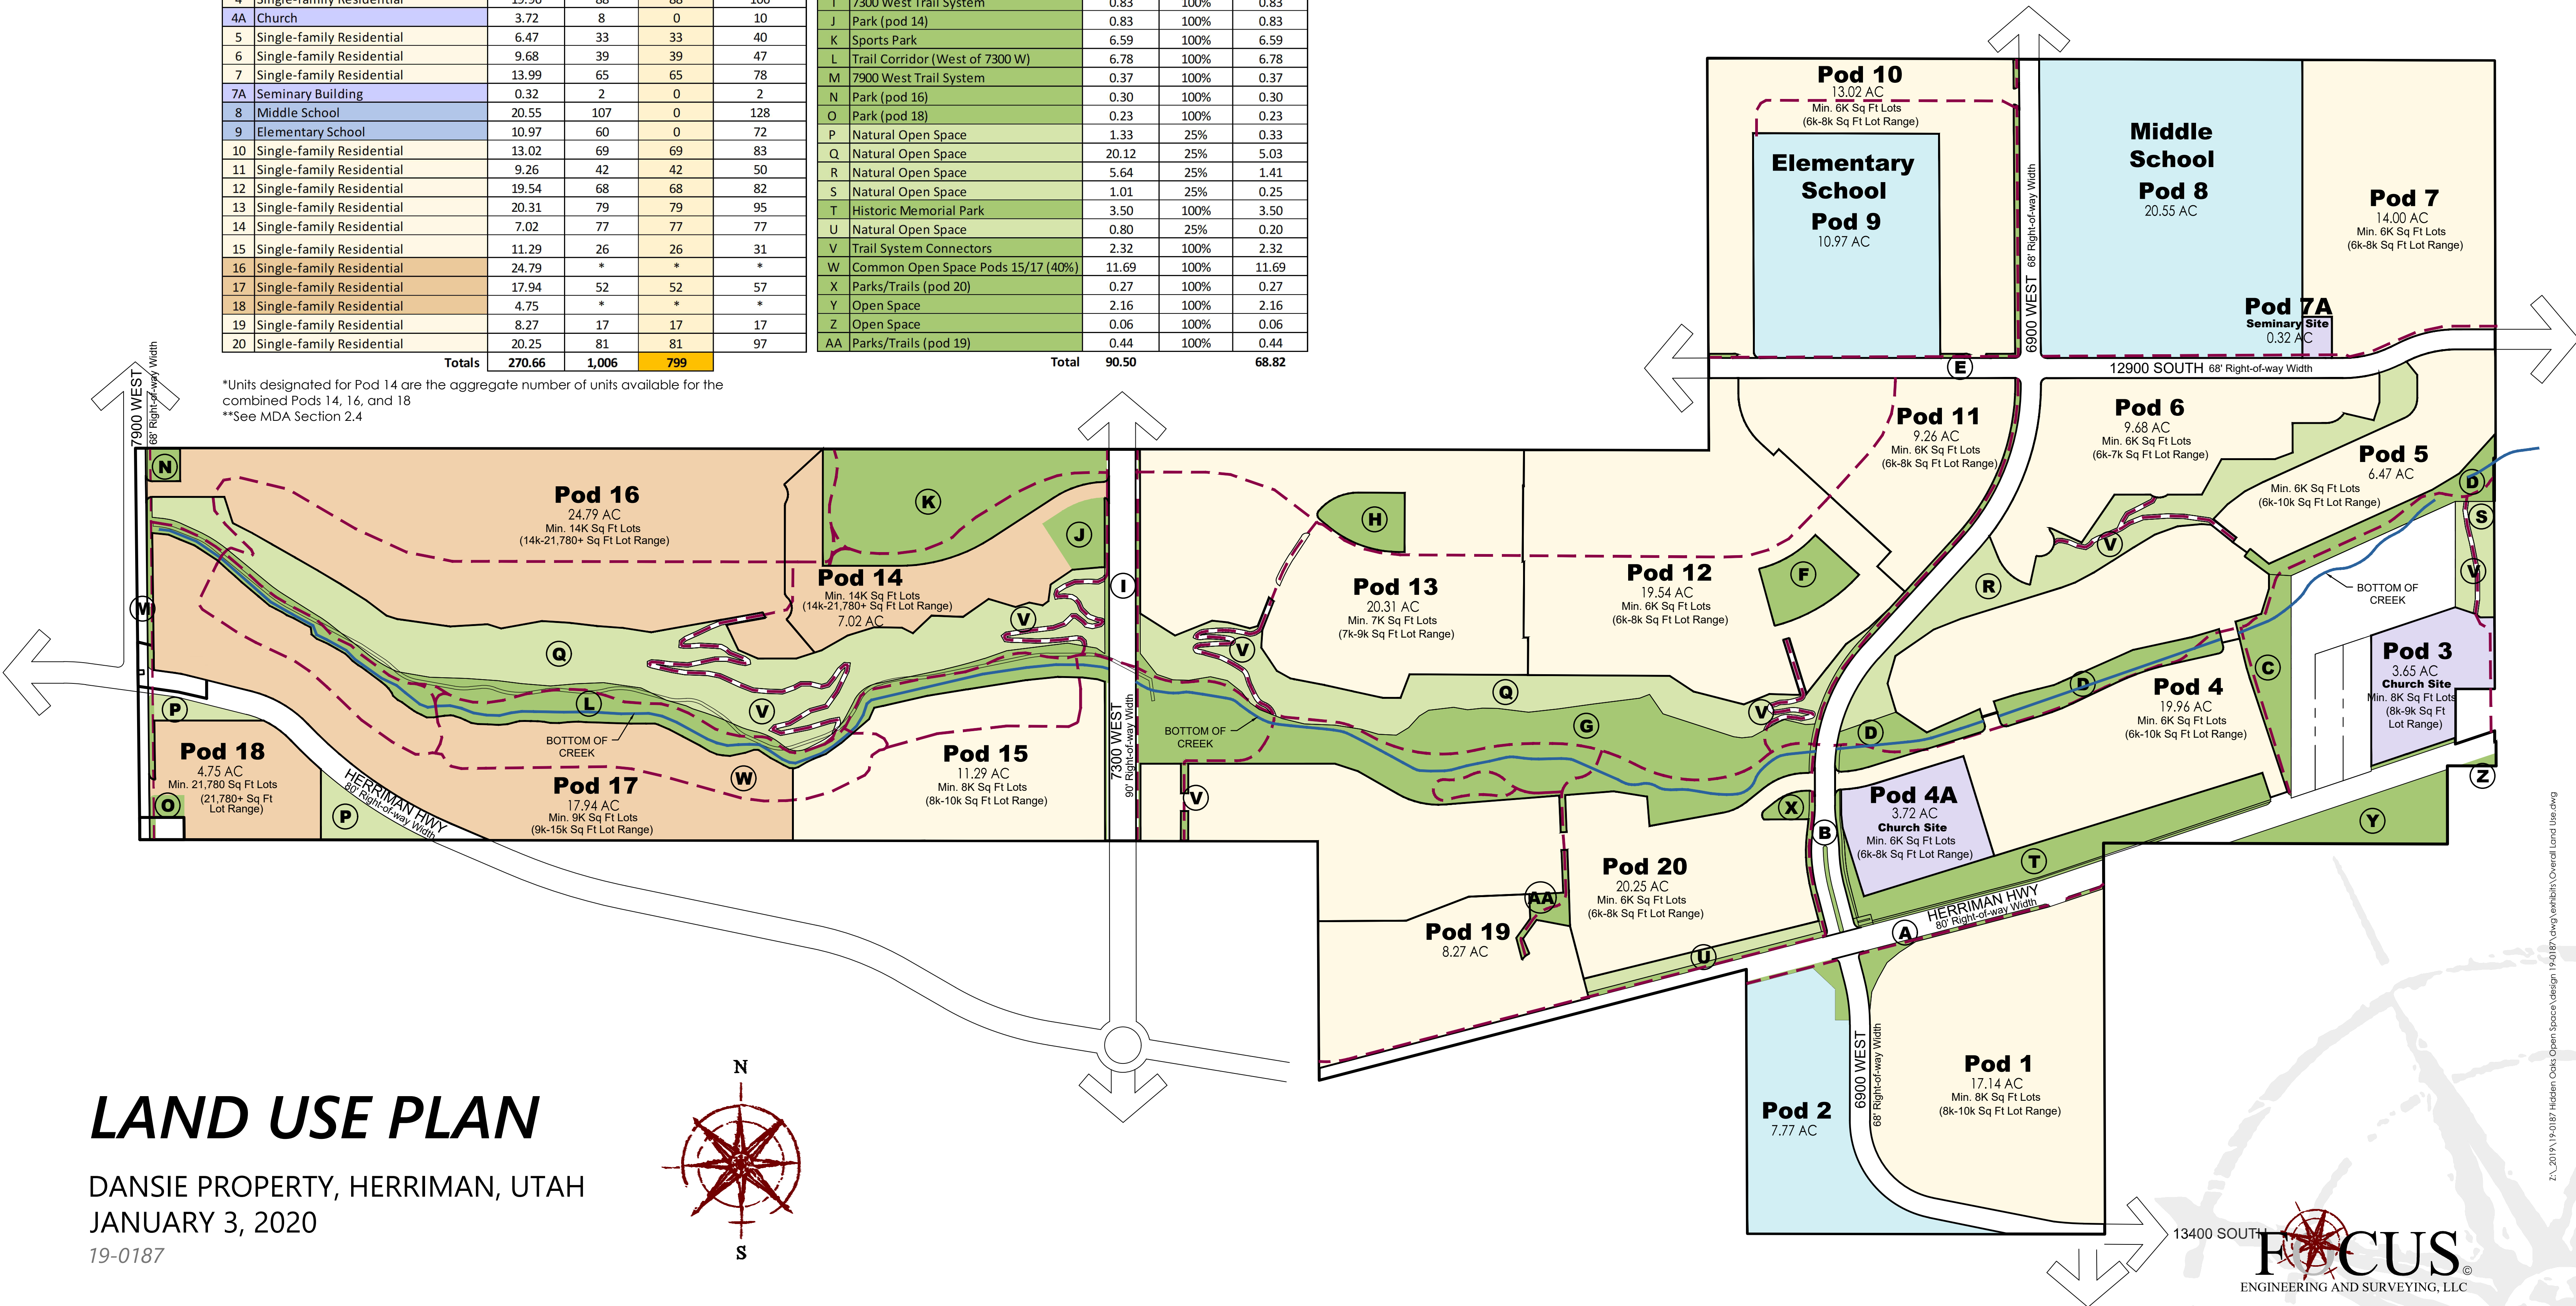 4A Church 3.72 8 0 10
5 Single-family Residential 6.47 33 33 40
6 Single-family Residential 9.68 39 39 47
7 Single-family Residential 13.99 65 65 78
7A Seminary Building 0.32 2 0 2
8 Middle School 20.55 107 0 128
9 Elementary School 10.97 60 0 72
10 Single-family Residential 13.02 69 69 83
11 Single-family Residential 9.26 42 42 50
12 Single-family Residential 19.54 68 68 82
13 Single-family Residential 20.31 79 79 95
14 Single-family Residential 7.02 77 77 77
15 Single-family Residential 11.29 26 26 31
16 Single-family Residential 24.79 * * *
17 Single-family Residential 17.94 52 52 57
18 Single-family Residential 4.75 * * *
19 Single-family Residential 8.27 17 17 17
20 Single-family Residential 20.25 81 81 97
Totals 270.66 1,006 799
*Units designated for Pod 14 are the aggregate number of units available for the
combined Pods 14, 16, and 18
**See MDA Section 2.4
I 7300 West Trail System 0.83 100% 0.83
J Park (pod 14) 0.83 100% 0.83
K Sports Park 6.59 100% 6.59
L Trail Corridor (West of 7300 W) 6.78 100% 6.78
M 7900 West Trail System 0.37 100% 0.37
N Park (pod 16) 0.30 100% 0.30
O Park (pod 18) 0.23 100% 0.23
P Natural Open Space 1.33 25% 0.33
Q Natural Open Space 20.12 25% 5.03
R Natural Open Space 5.64 25% 1.41
S Natural Open Space 1.01 25% 0.25
T Historic Memorial Park 3.50 100% 3.50
U Natural Open Space 0.80 25% 0.20
V Trail System Connectors 2.32 100% 2.32
W Common Open Space Pods 15/17 (40%) 11.69 100% 11.69
X Parks/Trails (pod 20) 0.27 100% 0.27
Y Open Space 2.16 100% 2.16
Z Open Space 0.06 100% 0.06
AA Parks/Trails (pod 19) 0.44 100% 0.44
Total 90.50 68.82
Pod 10
13.02 AC
Min. 6K Sq Ft Lots
(6k-8k Sq Ft Lot Range)
Elementary
School
Pod 9
10.97 AC
Middle
School
Pod 8
20.55 AC
Pod 7
14.00 AC
Min. 6K Sq Ft Lots
(6k-8k Sq Ft Lot Range)
Pod 7A
Seminary Site
0.32 AC
6900 WEST 68' Right-of-way Width
E
12900 SOUTH 68' Right-of-way Width
Pod 11
9.26 AC
Min. 6K Sq Ft Lots
(6k-8k Sq Ft Lot Range)
Pod 6
9.68 AC
Min. 6K Sq Ft Lots
(6k-7k Sq Ft Lot Range)
Pod 5
6.47 AC
Min. 6K Sq Ft Lots
(6k-10k Sq Ft Lot Range)
D
S
V
V
R
BOTTOM OF
CREEK
7900 WEST
68' Right-of-way Width
N
Pod 16
24.79 AC
Min. 14K Sq Ft Lots
(14k-21,780+ Sq Ft Lot Range)
K
J
Pod 14
Min. 14K Sq Ft Lots
(14k-21,780+ Sq Ft Lot Range)
7.02 AC
M
Q
V
I
V
L
V
BOTTOM OF
CREEK
H
Pod 13
20.31 AC
Min. 7K Sq Ft Lots
(7k-9k Sq Ft Lot Range)
Pod 12
19.54 AC
Min. 6K Sq Ft Lots
(6k-8k Sq Ft Lot Range)
F
Q
V
G
BOTTOM OF
CREEK
D
D
C
Pod 4
19.96 AC
Min. 6K Sq Ft Lots
(6k-10k Sq Ft Lot Range)
Pod 3
3.65 AC
Church Site
Min. 8K Sq Ft Lots
(8k-9k Sq Ft
Lot Range)
P
Pod 18
4.75 AC
Min. 21,780 Sq Ft Lots
(21,780+ Sq Ft
Lot Range)
O
P
HERRIMAN HWY
80' Right-of-way Width
Pod 17
17.94 AC
Min. 9K Sq Ft Lots
(9k-15k Sq Ft Lot Range)
W
Pod 15
11.29 AC
Min. 8K Sq Ft Lots
(8k-10k Sq Ft Lot Range)
7300 WEST
90' Right-of-way Width
V
X
B
Pod 4A
3.72 AC
Church Site
Min. 6K Sq Ft Lots
(6k-8k Sq Ft Lot Range)
Z
Y
T
Pod 20
20.25 AC
Min. 6K Sq Ft Lots
(6k-8k Sq Ft Lot Range)
AA
Pod 19
8.27 AC
U
A
HERRIMAN HWY
80' Right-of-way Width
6900 WEST
68' Right-of-way Width
Pod 2
7.77 AC
Pod 1
17.14 AC
Min. 8K Sq Ft Lots
(8k-10k Sq Ft Lot Range)
13400 SOUTH
N
S
LAND USE PLAN
DANSIE PROPERTY, HERRIMAN, UTAH
JANUARY 3, 2020
19-0187
FOCUS©
ENGINEERING AND SURVEYING, LLC
Z:\_2019\19-0187 Hidden Oaks Open Space\design 19-0187\dwg\exhibits\Overall Land Use.dwg